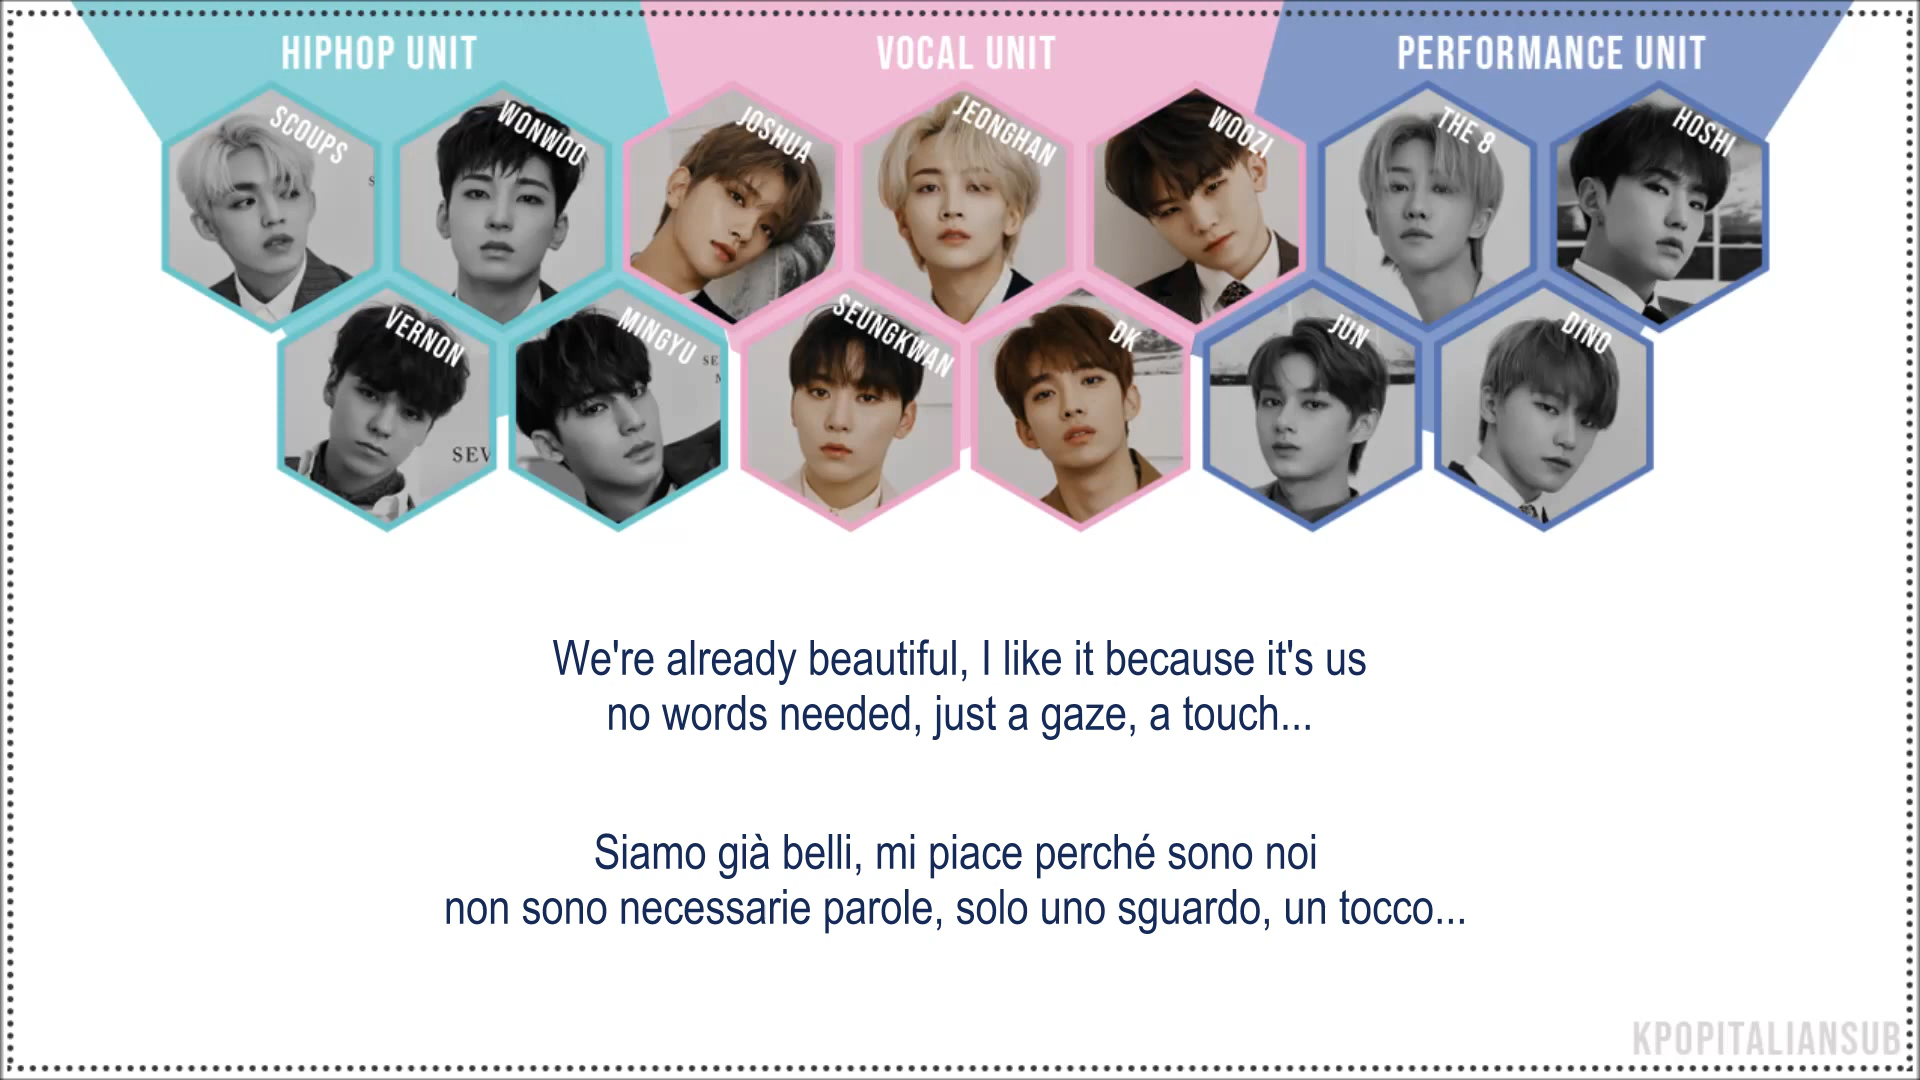 HIPHOP UNIT
VOCAL UNIT
PERFORMANCE UNIT
SCOUPS
WONWOO
JOSHUA
JEONGHAN
WOOZI
THE 8
HOSHI
VERNON
MINGYU
SEUNGKWAN
DK
JUN
DINO
S
SE
SEV
We're already beautiful, I like it because it's us
no words needed, just a gaze, a touch...
Siamo già belli, mi piace perché sono noi
non sono necessarie parole, solo uno sguardo, un tocco...
KPOPITALIANSUB